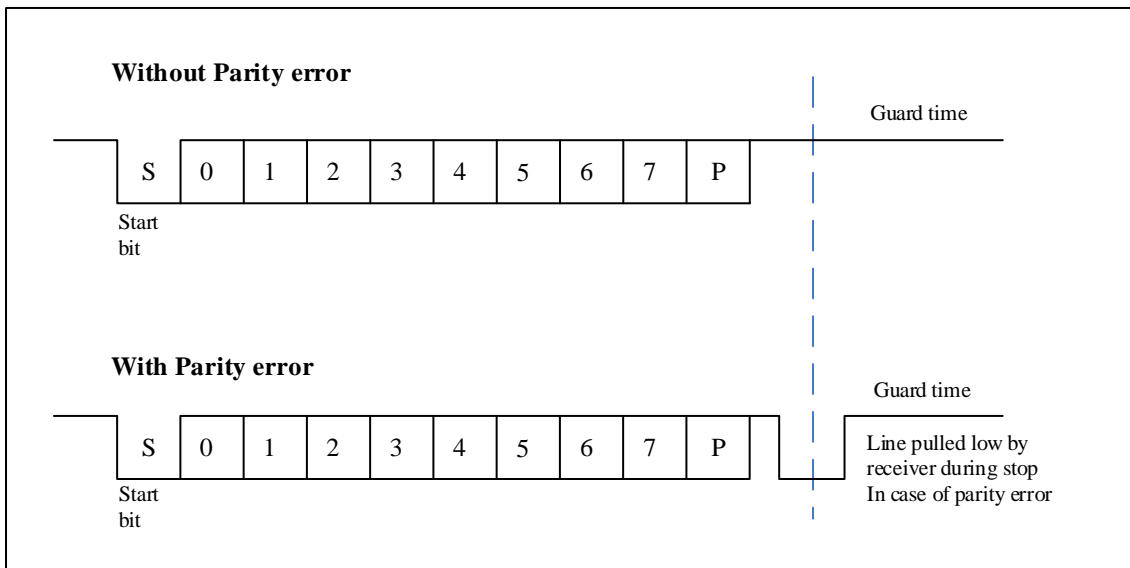 Without Parity error
Guard time
S 0 1 2 3 4 5 6 7 P
Start
bit
With Parity error
Guard time
S 0 1 2 3 4 5 6 7 P
Line pulled low by
receiver during stop
In case of parity error
Start
bit